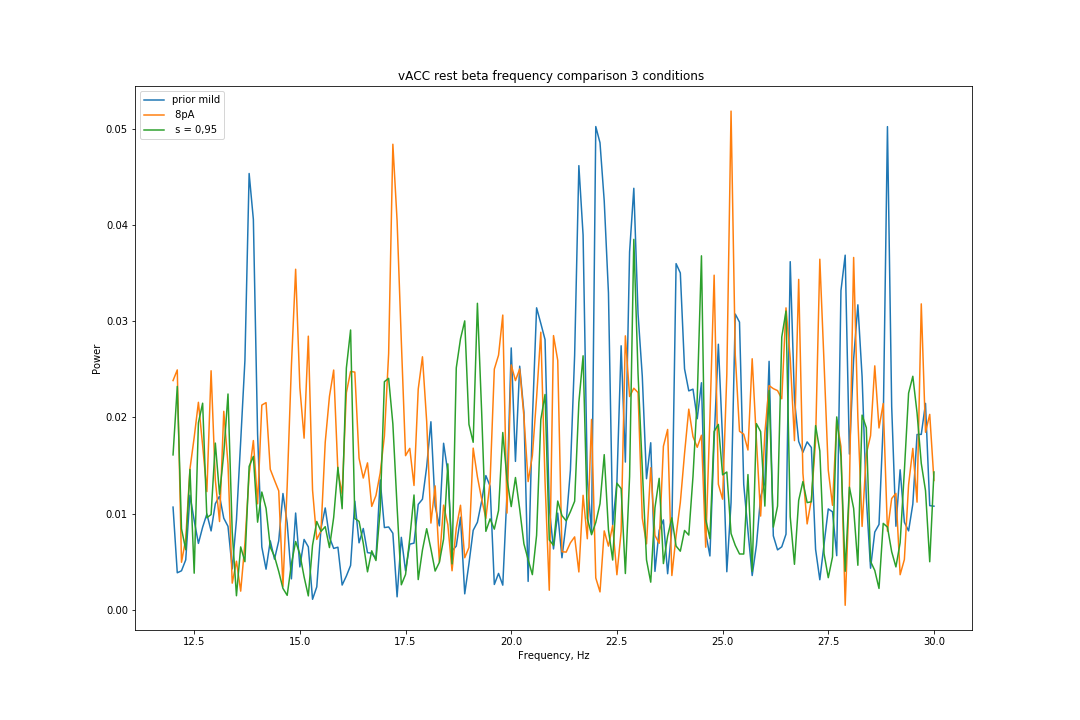 vACC rest beta frequency comparison 3 conditions
prior mild
8pA
s = 0,95
0.05
0.04
0.03
0.02
0.01
0.00
Power
12.5 15.0 17.5 20.0 22.5 25.0 27.5 30.0
Frequency, Hz